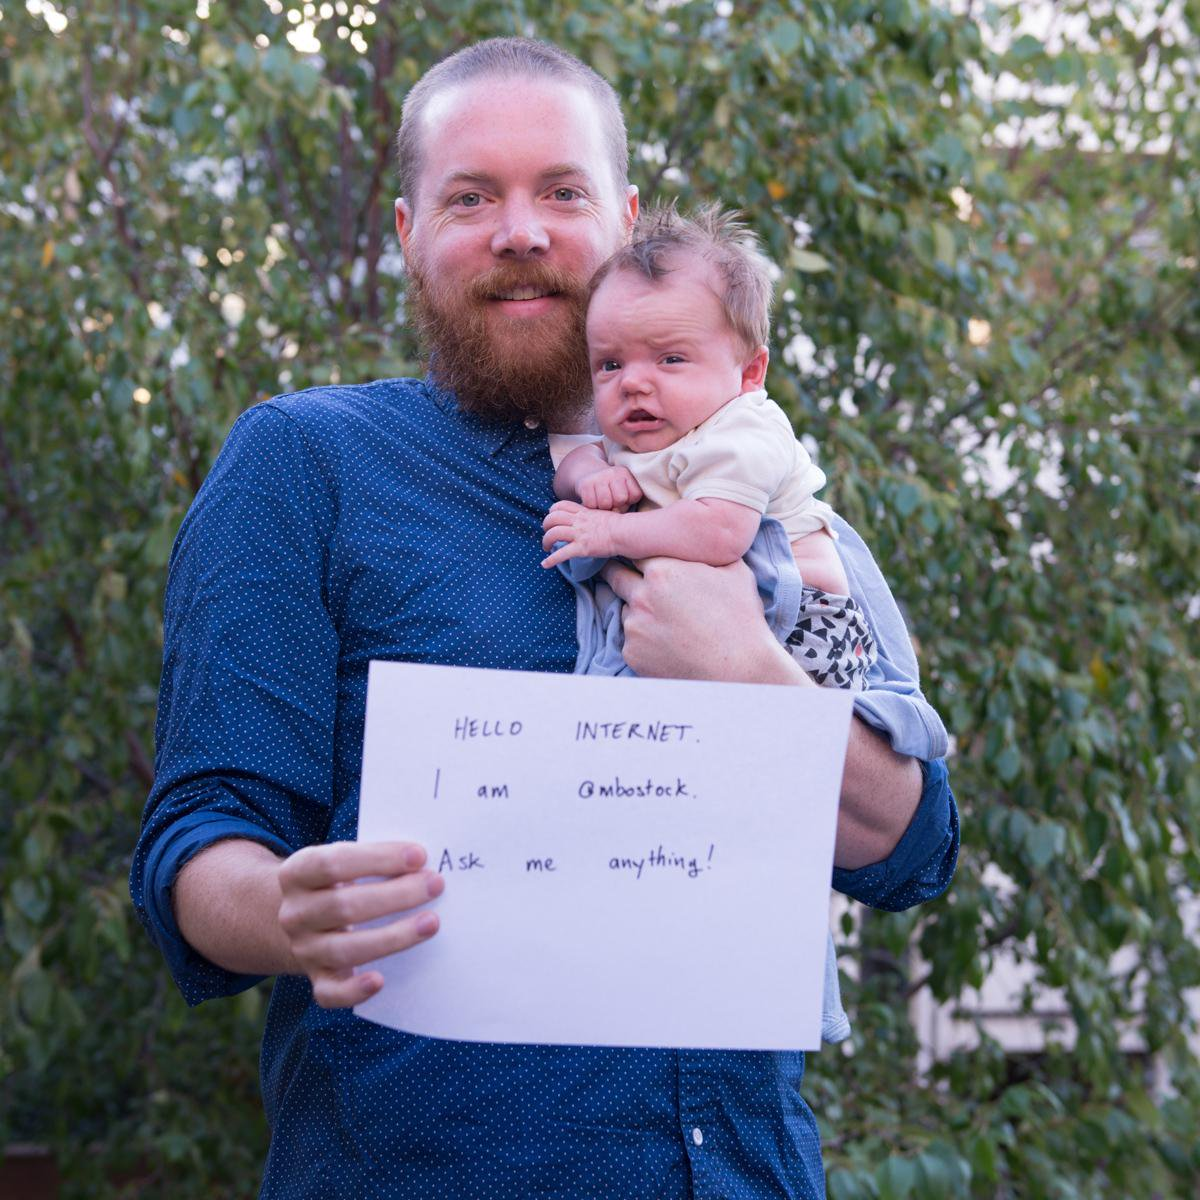 HELLO INTERNET.
I am @mbostock.
Ask me anything!